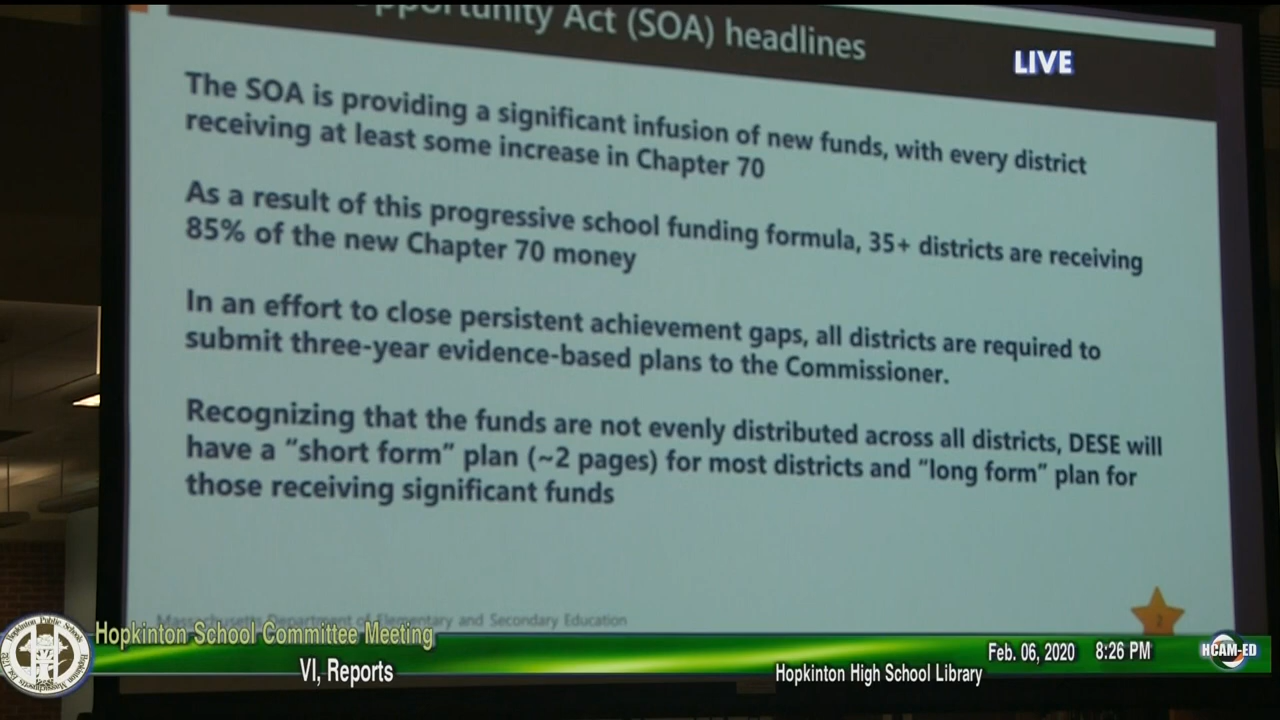 Opportunity Act (SOA) headlines
LIVE
The SOA is providing a significant infusion of new funds, with every district
receiving at least some increase in Chapter 70
As a result of this progressive school funding formula, 35+ districts are receiving
85% of the new Chapter 70 money
In an effort to close persistent achievement gaps, all districts are required to
submit three-year evidence-based plans to the Commissioner.
Recognizing that the funds are not evenly distributed across all districts, DESE will
have a “short form” plan (~2 pages) for most districts and “long form” plan for
those receiving significant funds
Massachusetts Department of Elementary and Secondary Education
2
Hopkinton School Committee Meeting
VI, Reports
Hopkinton High School Library
Feb. 06, 2020 8:26 PM
HCAM-ED
Hopkinton Public Schools